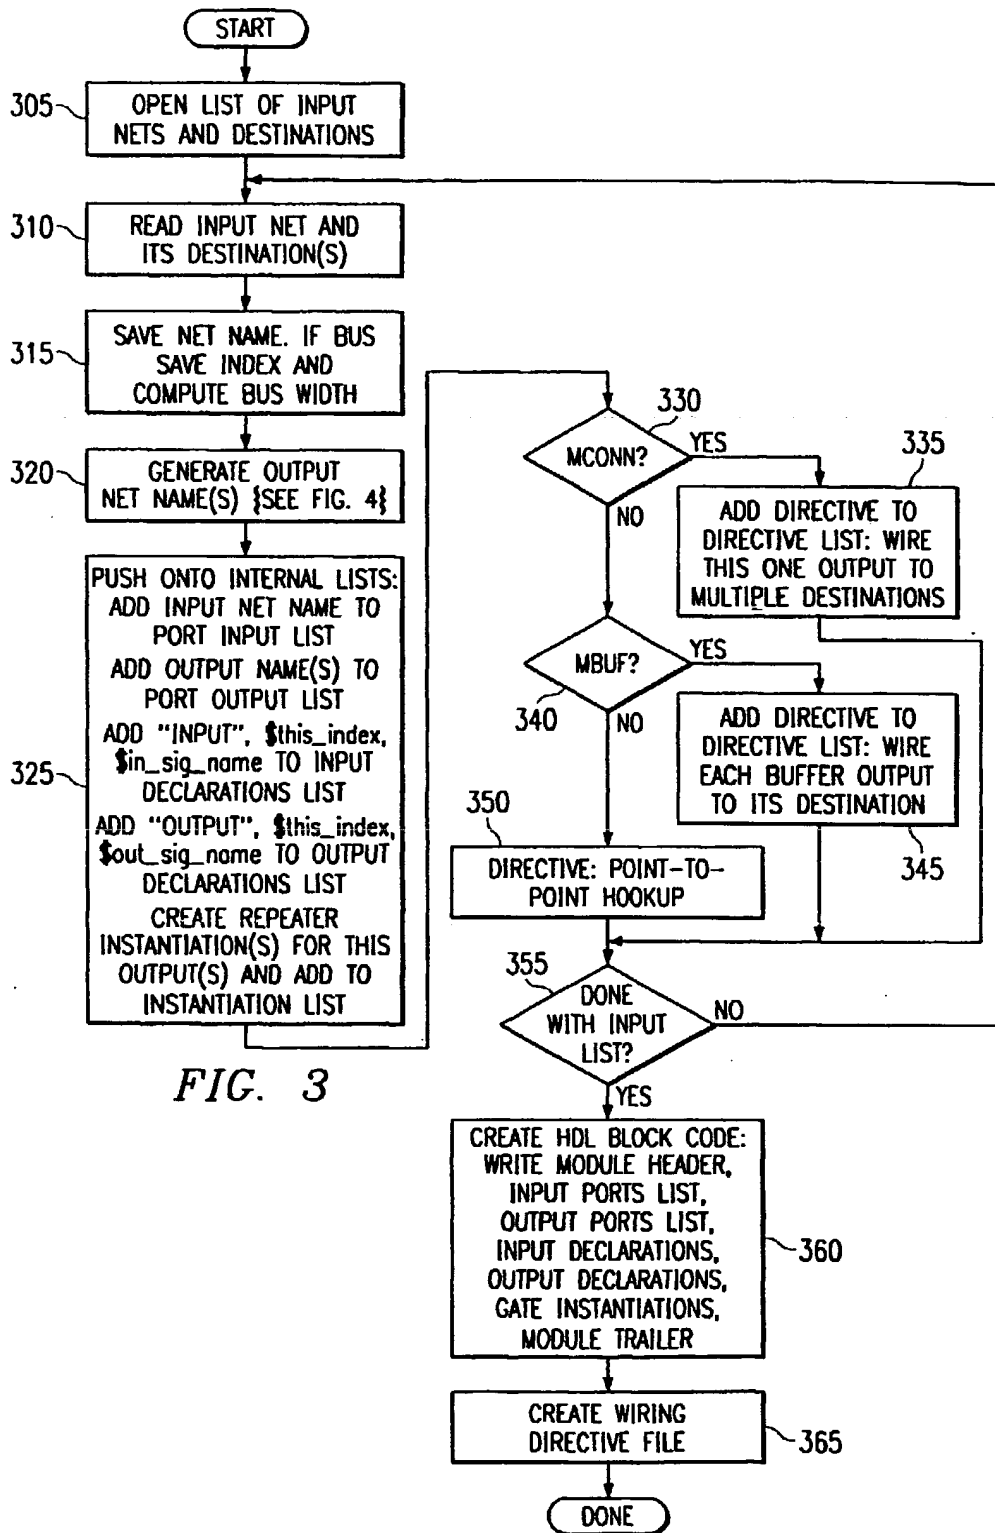 START
305
OPEN LIST OF INPUT
NETS AND DESTINATIONS
310
READ INPUT NET AND
ITS DESTINATION(S)
315
SAVE NET NAME. IF BUS
SAVE INDEX AND
COMPUTE BUS WIDTH
320
GENERATE OUTPUT
NET NAME(S) {SEE FIG. 4{
325
PUSH ONTO INTERNAL LISTS:
ADD INPUT NET NAME TO
PORT INPUT LIST
ADD OUTPUT NAME(S) TO
PORT OUTPUT LIST
ADD "INPUT", $this_index,
$in_sig_name TO INPUT
DECLARATIONS LIST
ADD "OUTPUT", $this_index,
$out_sig_name TO OUTPUT
DECLARATIONS LIST
CREATE REPEATER
INSTANTIATION(S) FOR THIS
OUTPUT(S) AND ADD TO
INSTANTIATION LIST
FIG. 3
330
MCONN?
YES
NO
335
ADD DIRECTIVE TO
DIRECTIVE LIST: WIRE
THIS ONE OUTPUT TO
MULTIPLE DESTINATIONS
MBUF?
340
YES
NO
ADD DIRECTIVE TO
DIRECTIVE LIST: WIRE
EACH BUFFER OUTPUT
TO ITS DESTINATION
345
350
DIRECTIVE: POINT-TO-
POINT HOOKUP
355
DONE
WITH INPUT
LIST?
NO
YES
CREATE HDL BLOCK CODE:
WRITE MODULE HEADER,
INPUT PORTS LIST,
OUTPUT PORTS LIST,
INPUT DECLARATIONS,
OUTPUT DECLARATIONS,
GATE INSTANTIATIONS,
MODULE TRAILER
360
CREATE WIRING
DIRECTIVE FILE
365
DONE